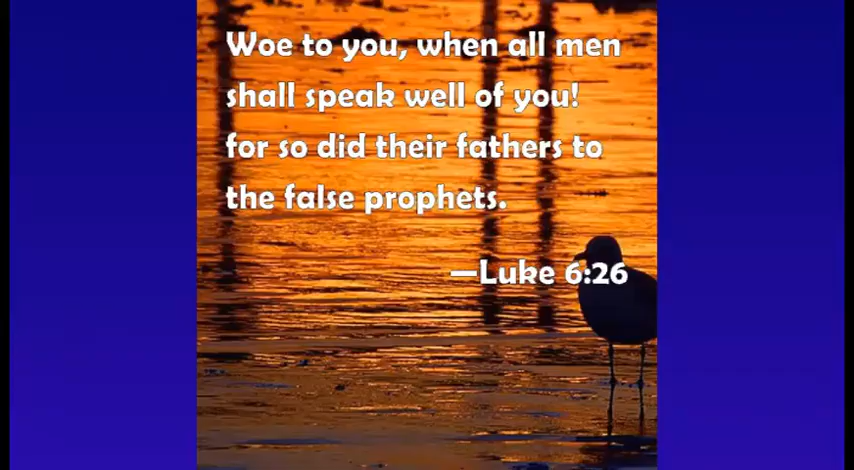 Woe to you, when all men
shall speak well of you!
for so did their fathers to
the false prophets.
—Luke 6:26